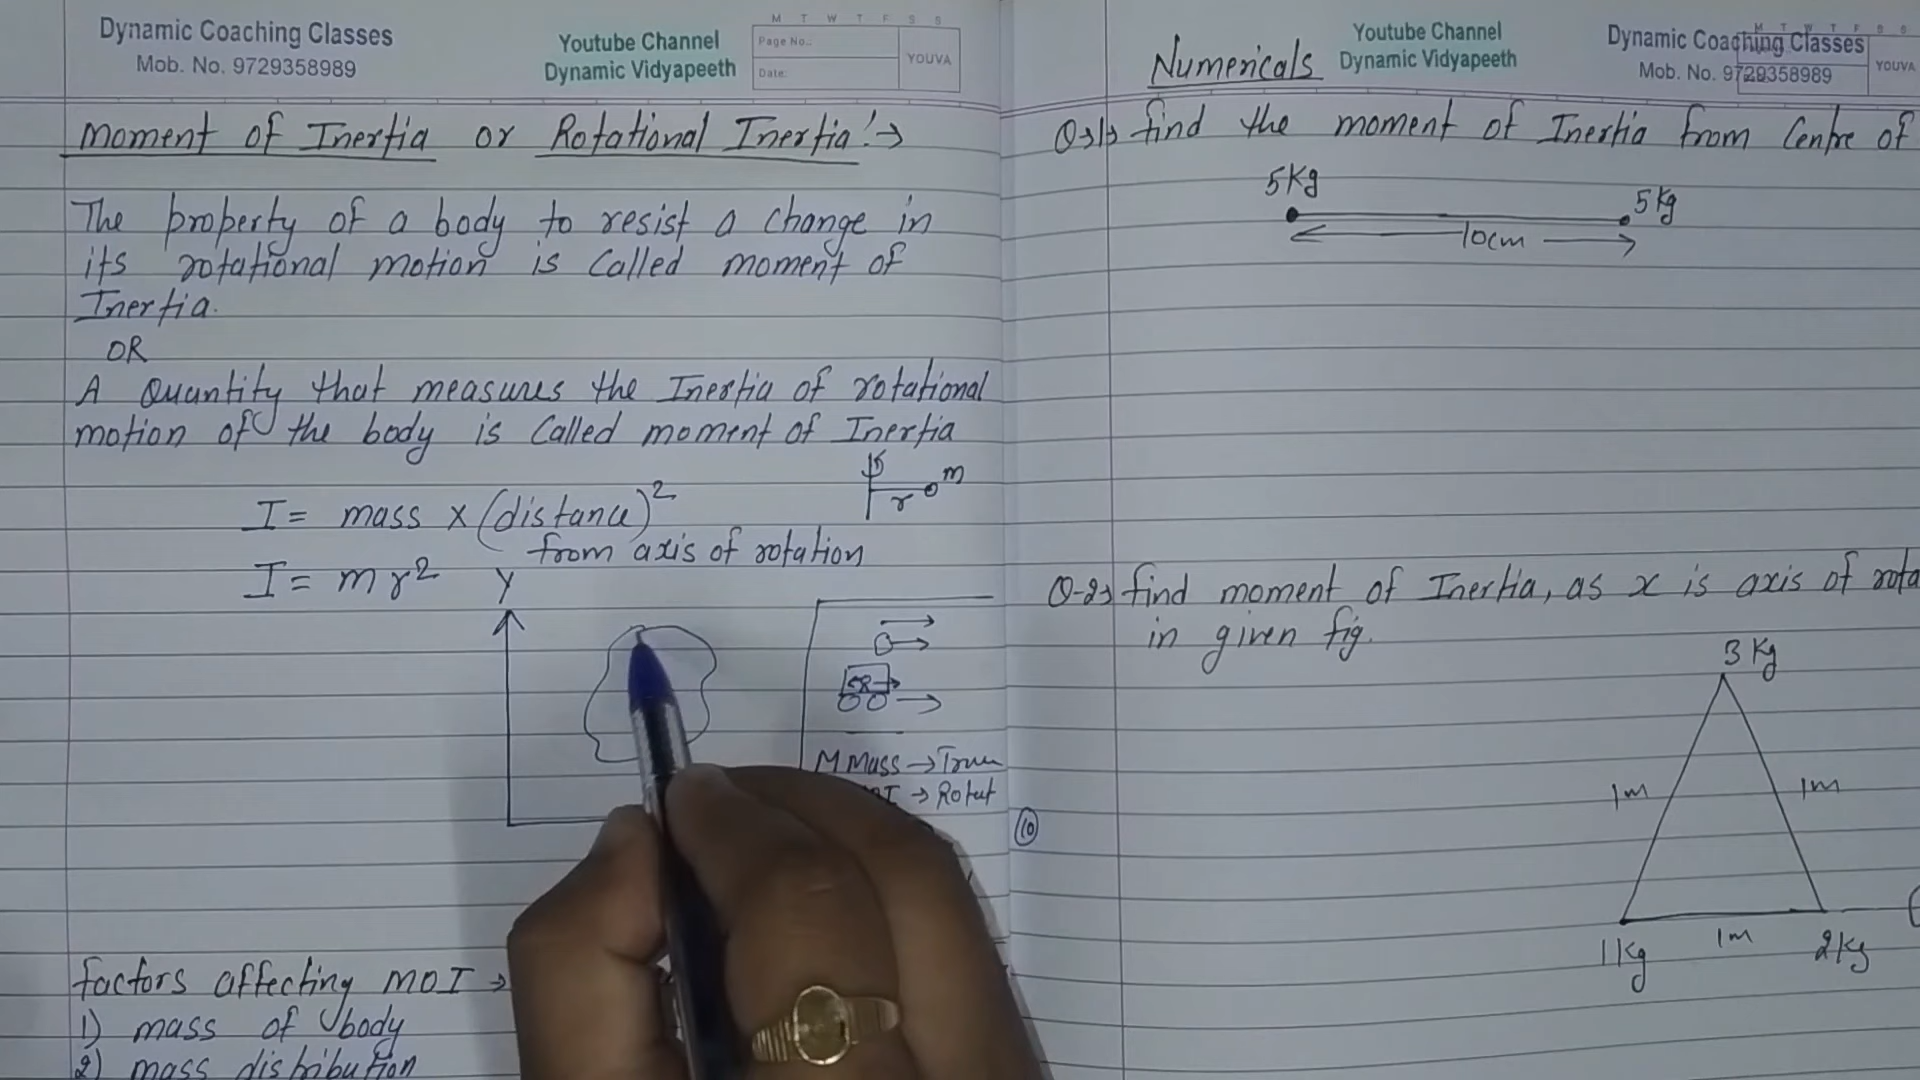 Dynamic Coaching Classes
Mob. No. 9729358989
Youtube Channel
Dynamic Vidyapeeth
M T W T F S S
Page No.:
Date:
YOUVA
Moment of Inertia or Rotational Inertia:→
The property of a body to resist a change in
its rotational motion is Called moment of
Inertia.
OR
A Quantity that measures the Inertia of rotational
motion of the body is Called moment of Inertia
I = mass x (distance)²
from axis of rotation
I = mr²
m
r
Y
M Mass →
→ Rotat
factors affecting MOI →
1) mass of body
2) mass distribution
10
Numericals
Youtube Channel
Dynamic Vidyapeeth
Dynamic Coaching Classes
Mob. No. 9729358989
M T W T F S S
YOUVA
Q→1→ find the moment of Inertia from Centre of
5Kg
5Kg
10cm
Q-2→ find moment of Inertia, as x is axis of rota
in given fig.
3 Kg
1m
1m
1Kg
1m
2Kg